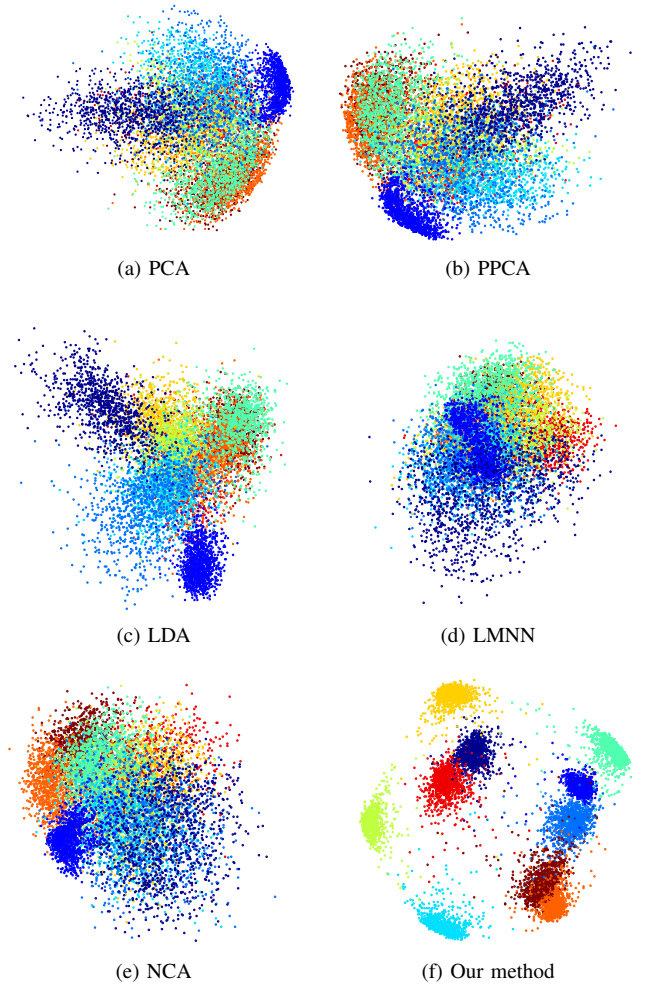 (a) PCA
(b) PPCA
(c) LDA
(d) LMNN
(e) NCA
(f) Our method